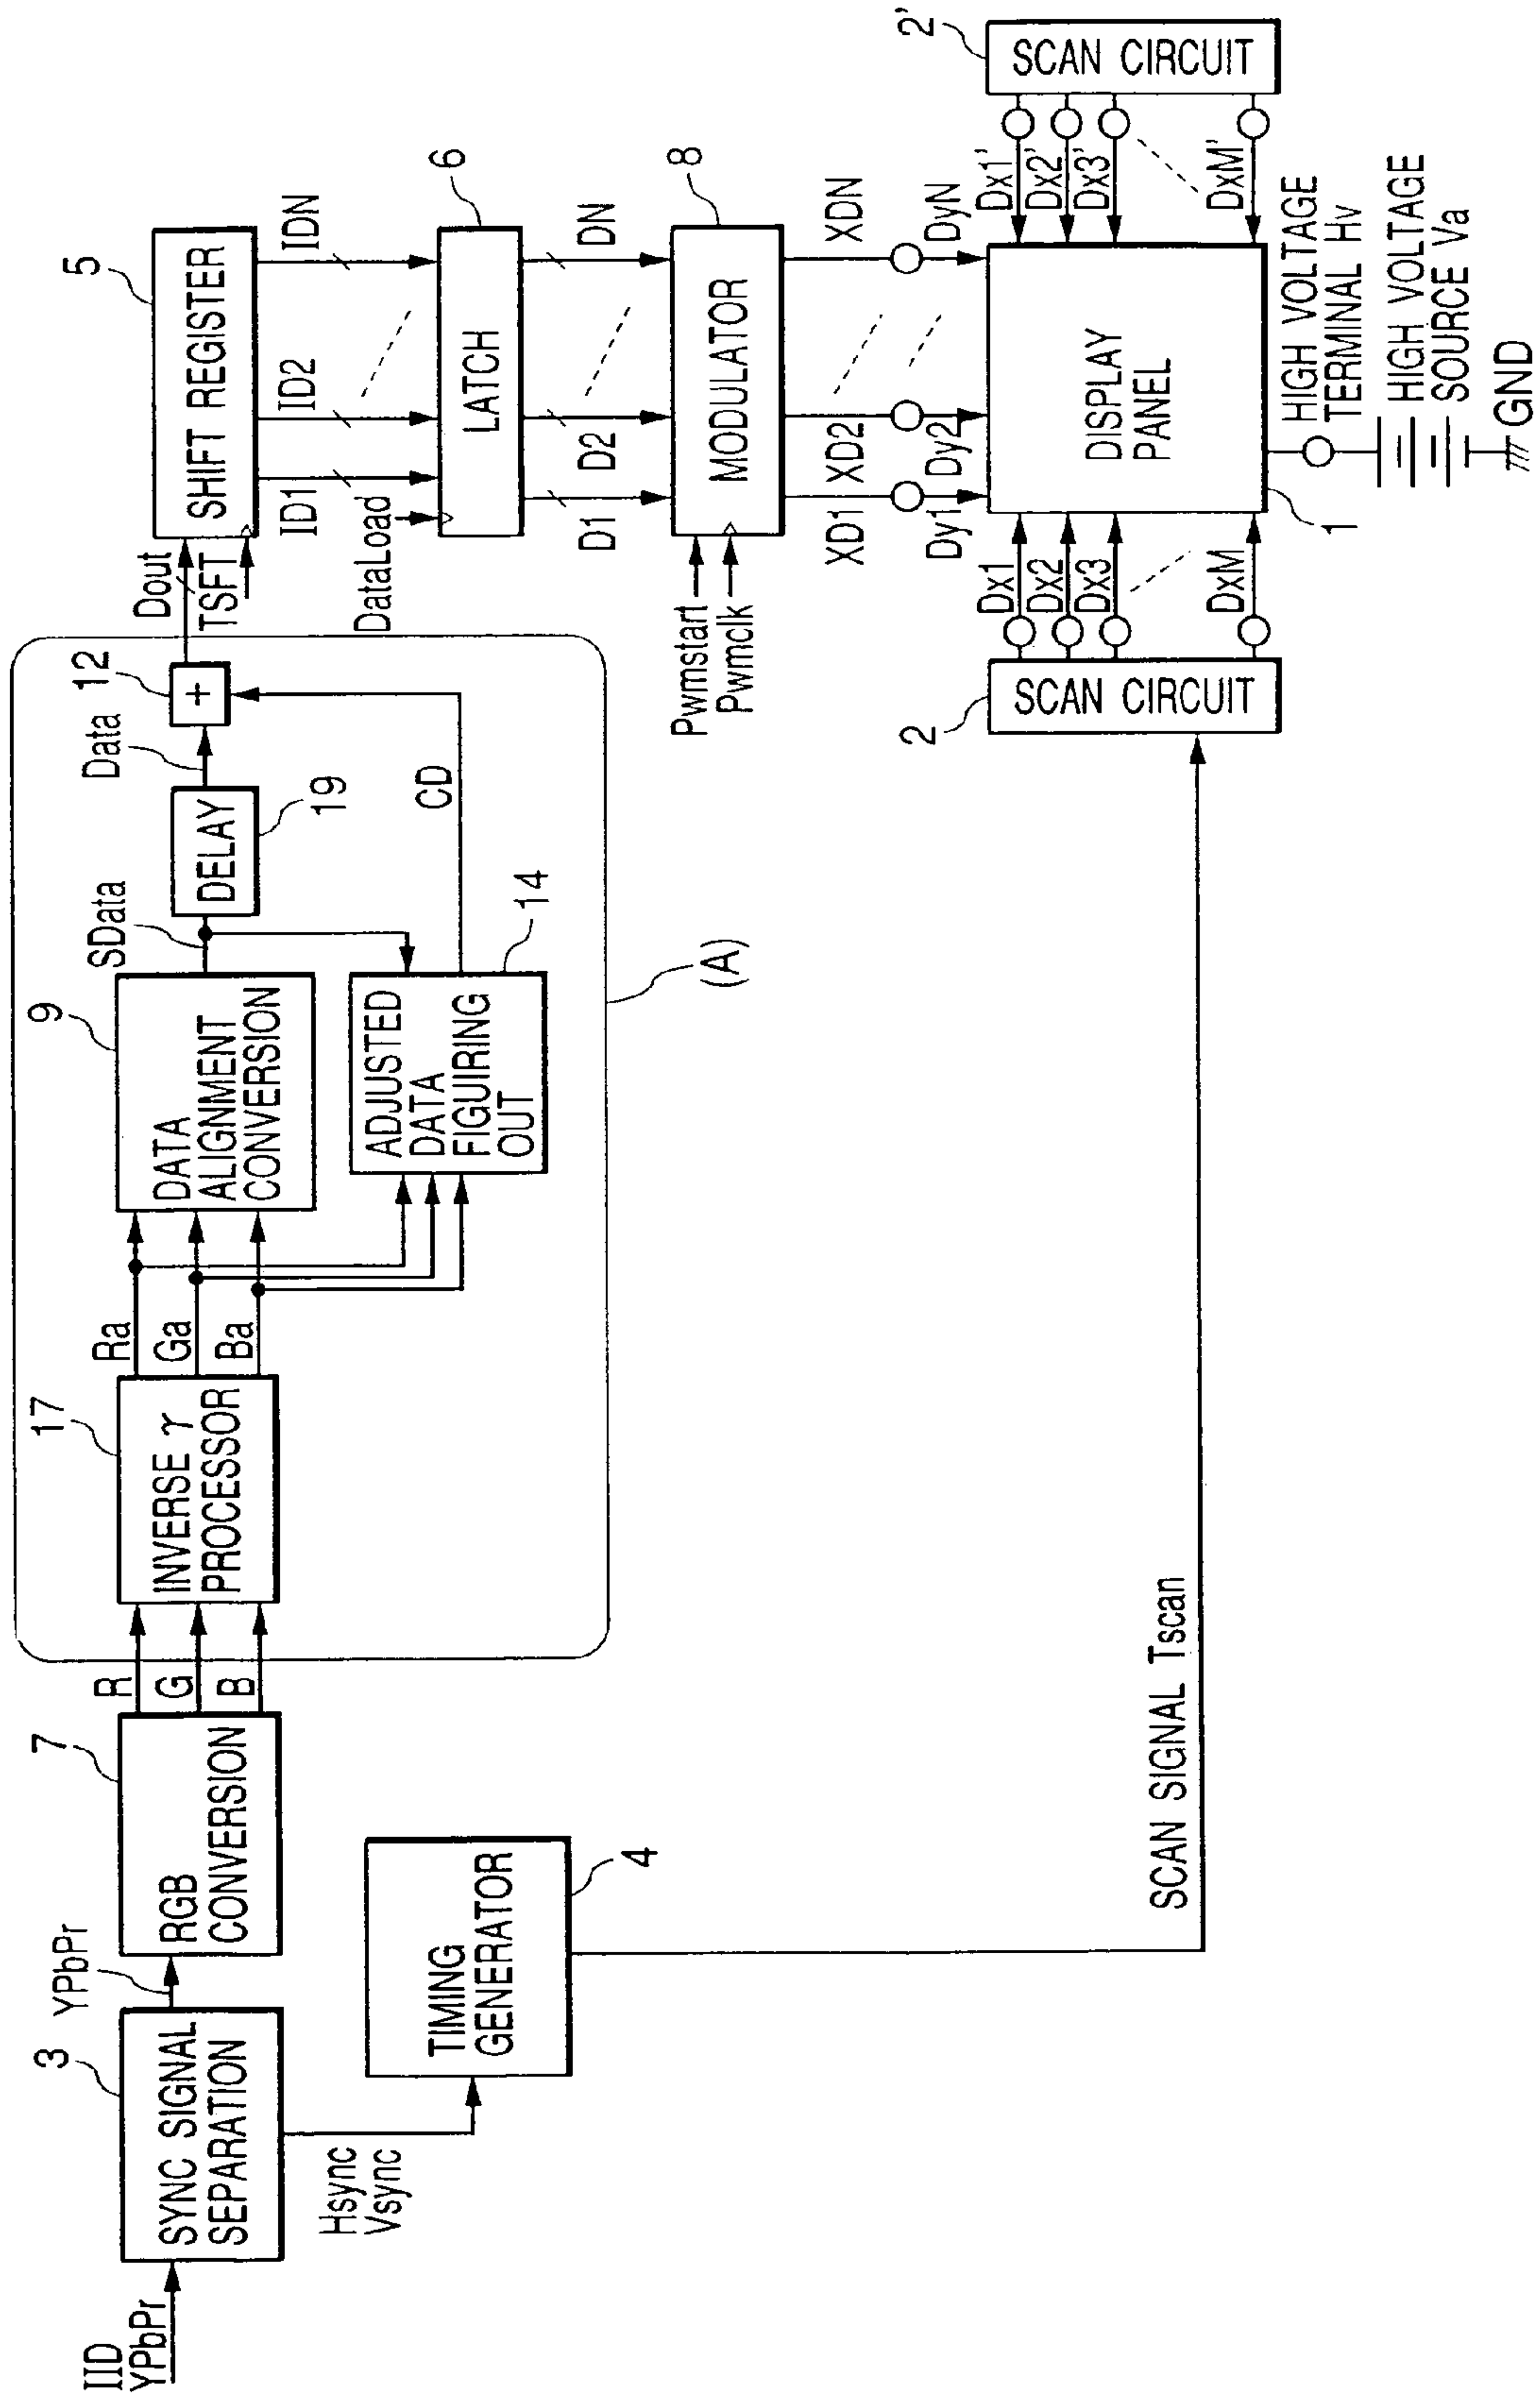 IID
YPbPr
3
SYNC SIGNAL
SEPARATION
YPbPr
Hsync
Vsync
4
TIMING
GENERATOR
7
RGB
CONVERSION
R
G
B
17
INVERSE γ
PROCESSOR
Ra
Ga
Ba
9
DATA
ALIGNMENT
CONVERSION
SData
14
ADJUSTED
DATA
FIGUIRING
OUT
(A)
DELAY
19
Data
CD
12
+
Dout
TSFT
5
SHIFT REGISTER
ID1
ID2
IDN
DataLoad
6
LATCH
D1
D2
DN
Pwmstart
Pwmclk
8
MODULATOR
XD1
XD2
XDN
Dy1
Dy2
DyN
SCAN SIGNAL Tscan
2
SCAN CIRCUIT
Dx1
Dx2
Dx3
DxM
DISPLAY
PANEL
1
Dx1'
Dx2'
Dx3'
DxM'
2'
SCAN CIRCUIT
HIGH VOLTAGE
TERMINAL Hv
HIGH VOLTAGE
SOURCE Va
GND